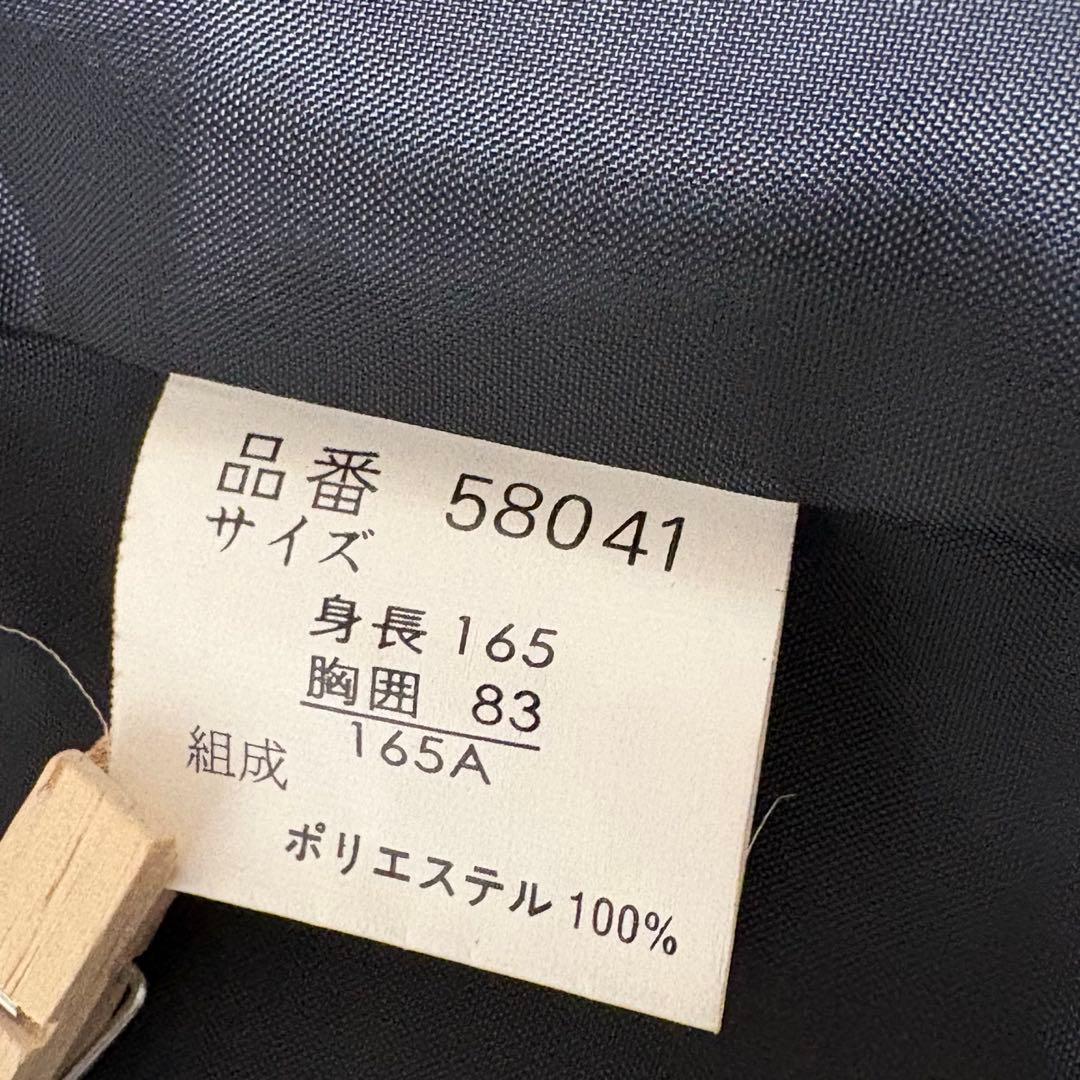 品番 58041
サイズ
身長 165
胸囲 83
165A
組成
ポリエステル 100%